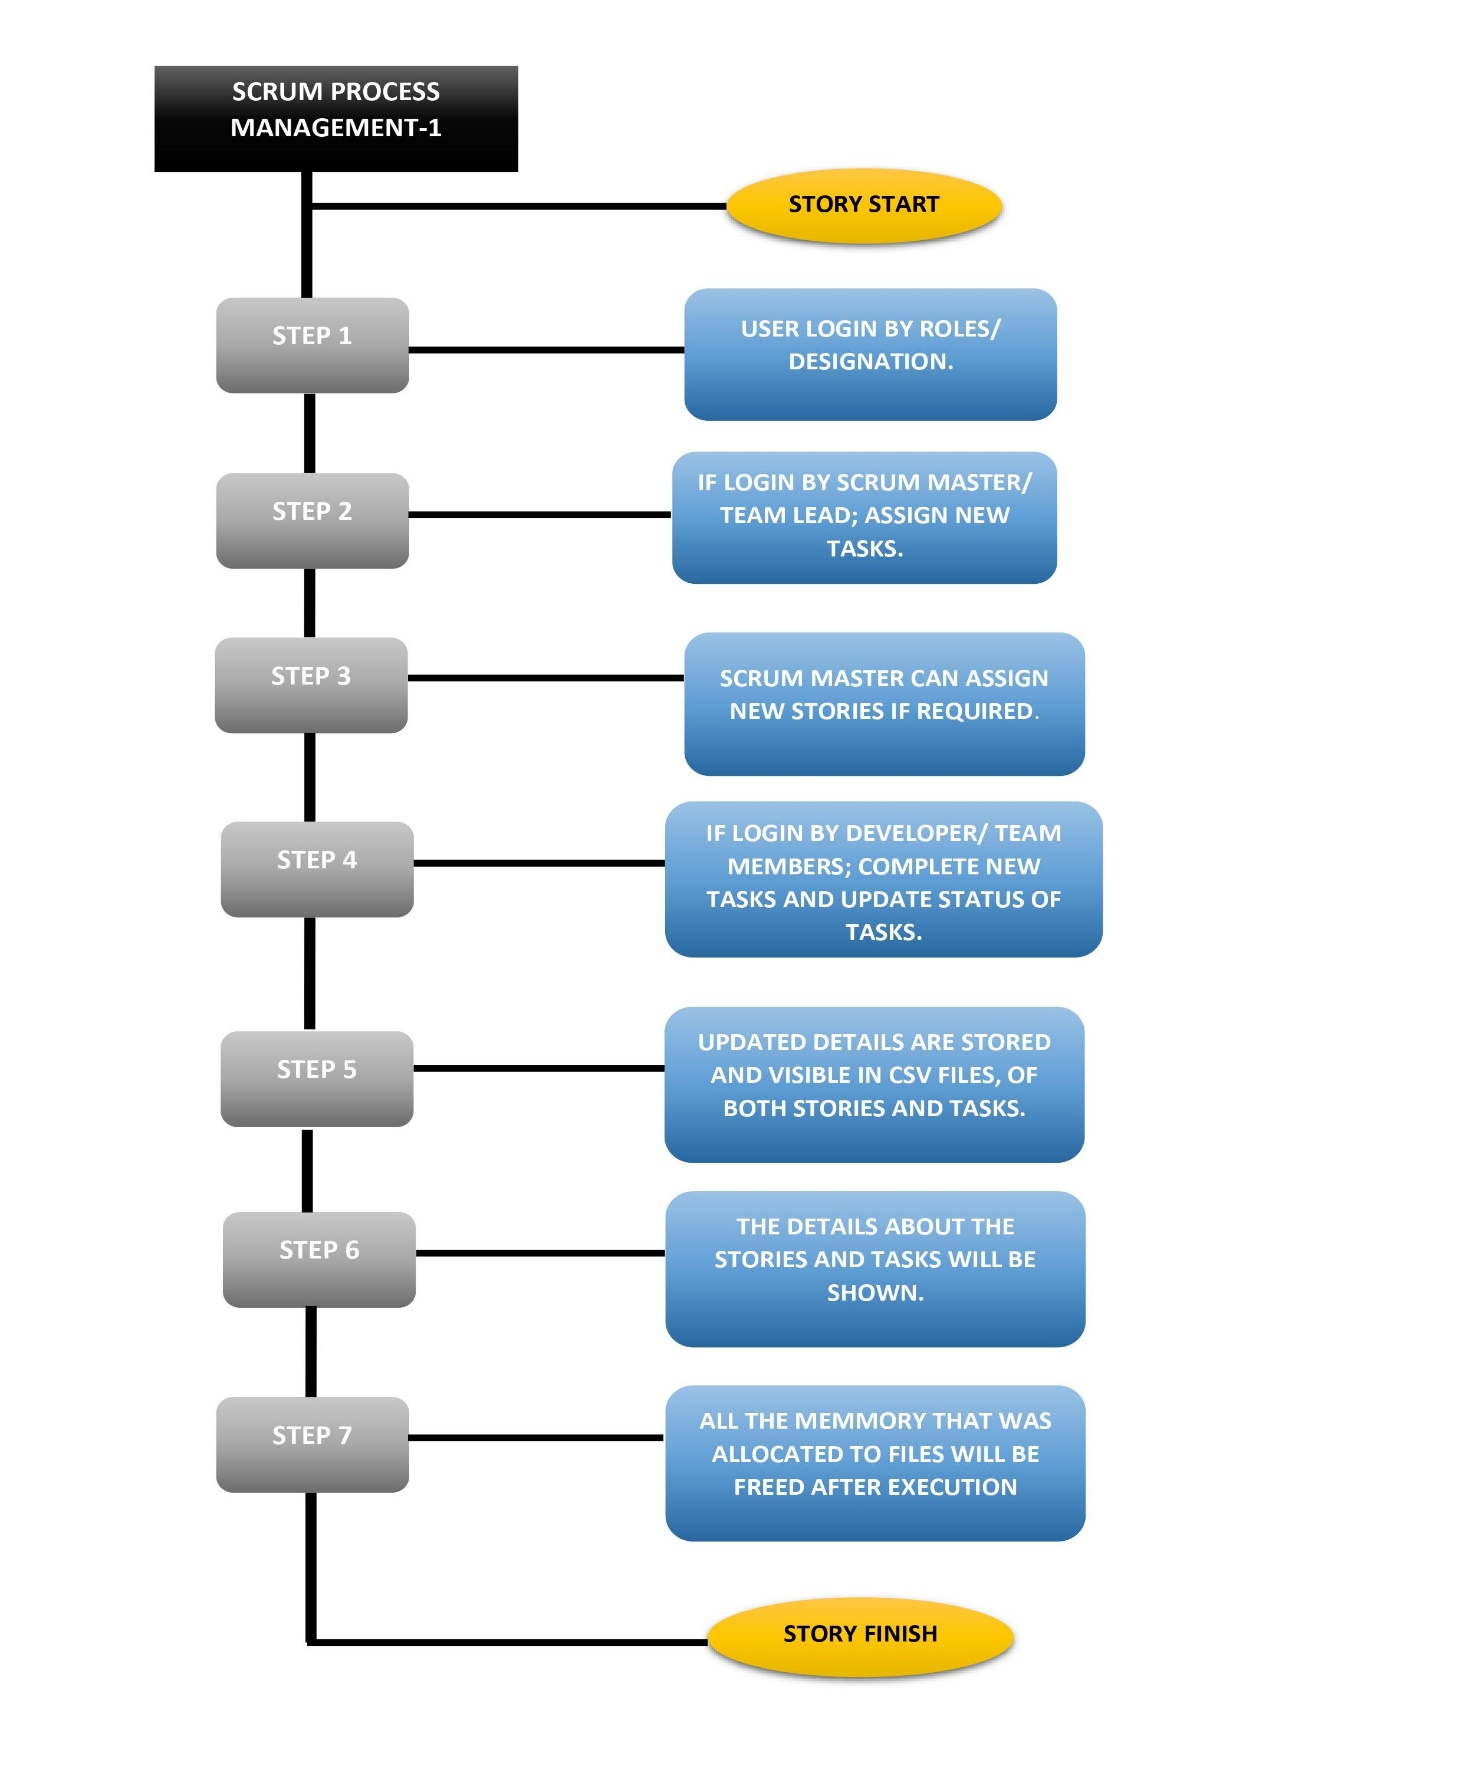 SCRUM PROCESS
MANAGEMENT-1
STORY START
STEP 1
USER LOGIN BY ROLES/
DESIGNATION.
STEP 2
IF LOGIN BY SCRUM MASTER/
TEAM LEAD; ASSIGN NEW
TASKS.
STEP 3
SCRUM MASTER CAN ASSIGN
NEW STORIES IF REQUIRED.
STEP 4
IF LOGIN BY DEVELOPER/ TEAM
MEMBERS; COMPLETE NEW
TASKS AND UPDATE STATUS OF
TASKS.
STEP 5
UPDATED DETAILS ARE STORED
AND VISIBLE IN CSV FILES, OF
BOTH STORIES AND TASKS.
STEP 6
THE DETAILS ABOUT THE
STORIES AND TASKS WILL BE
SHOWN.
STEP 7
ALL THE MEMMORY THAT WAS
ALLOCATED TO FILES WILL BE
FREED AFTER EXECUTION
STORY FINISH